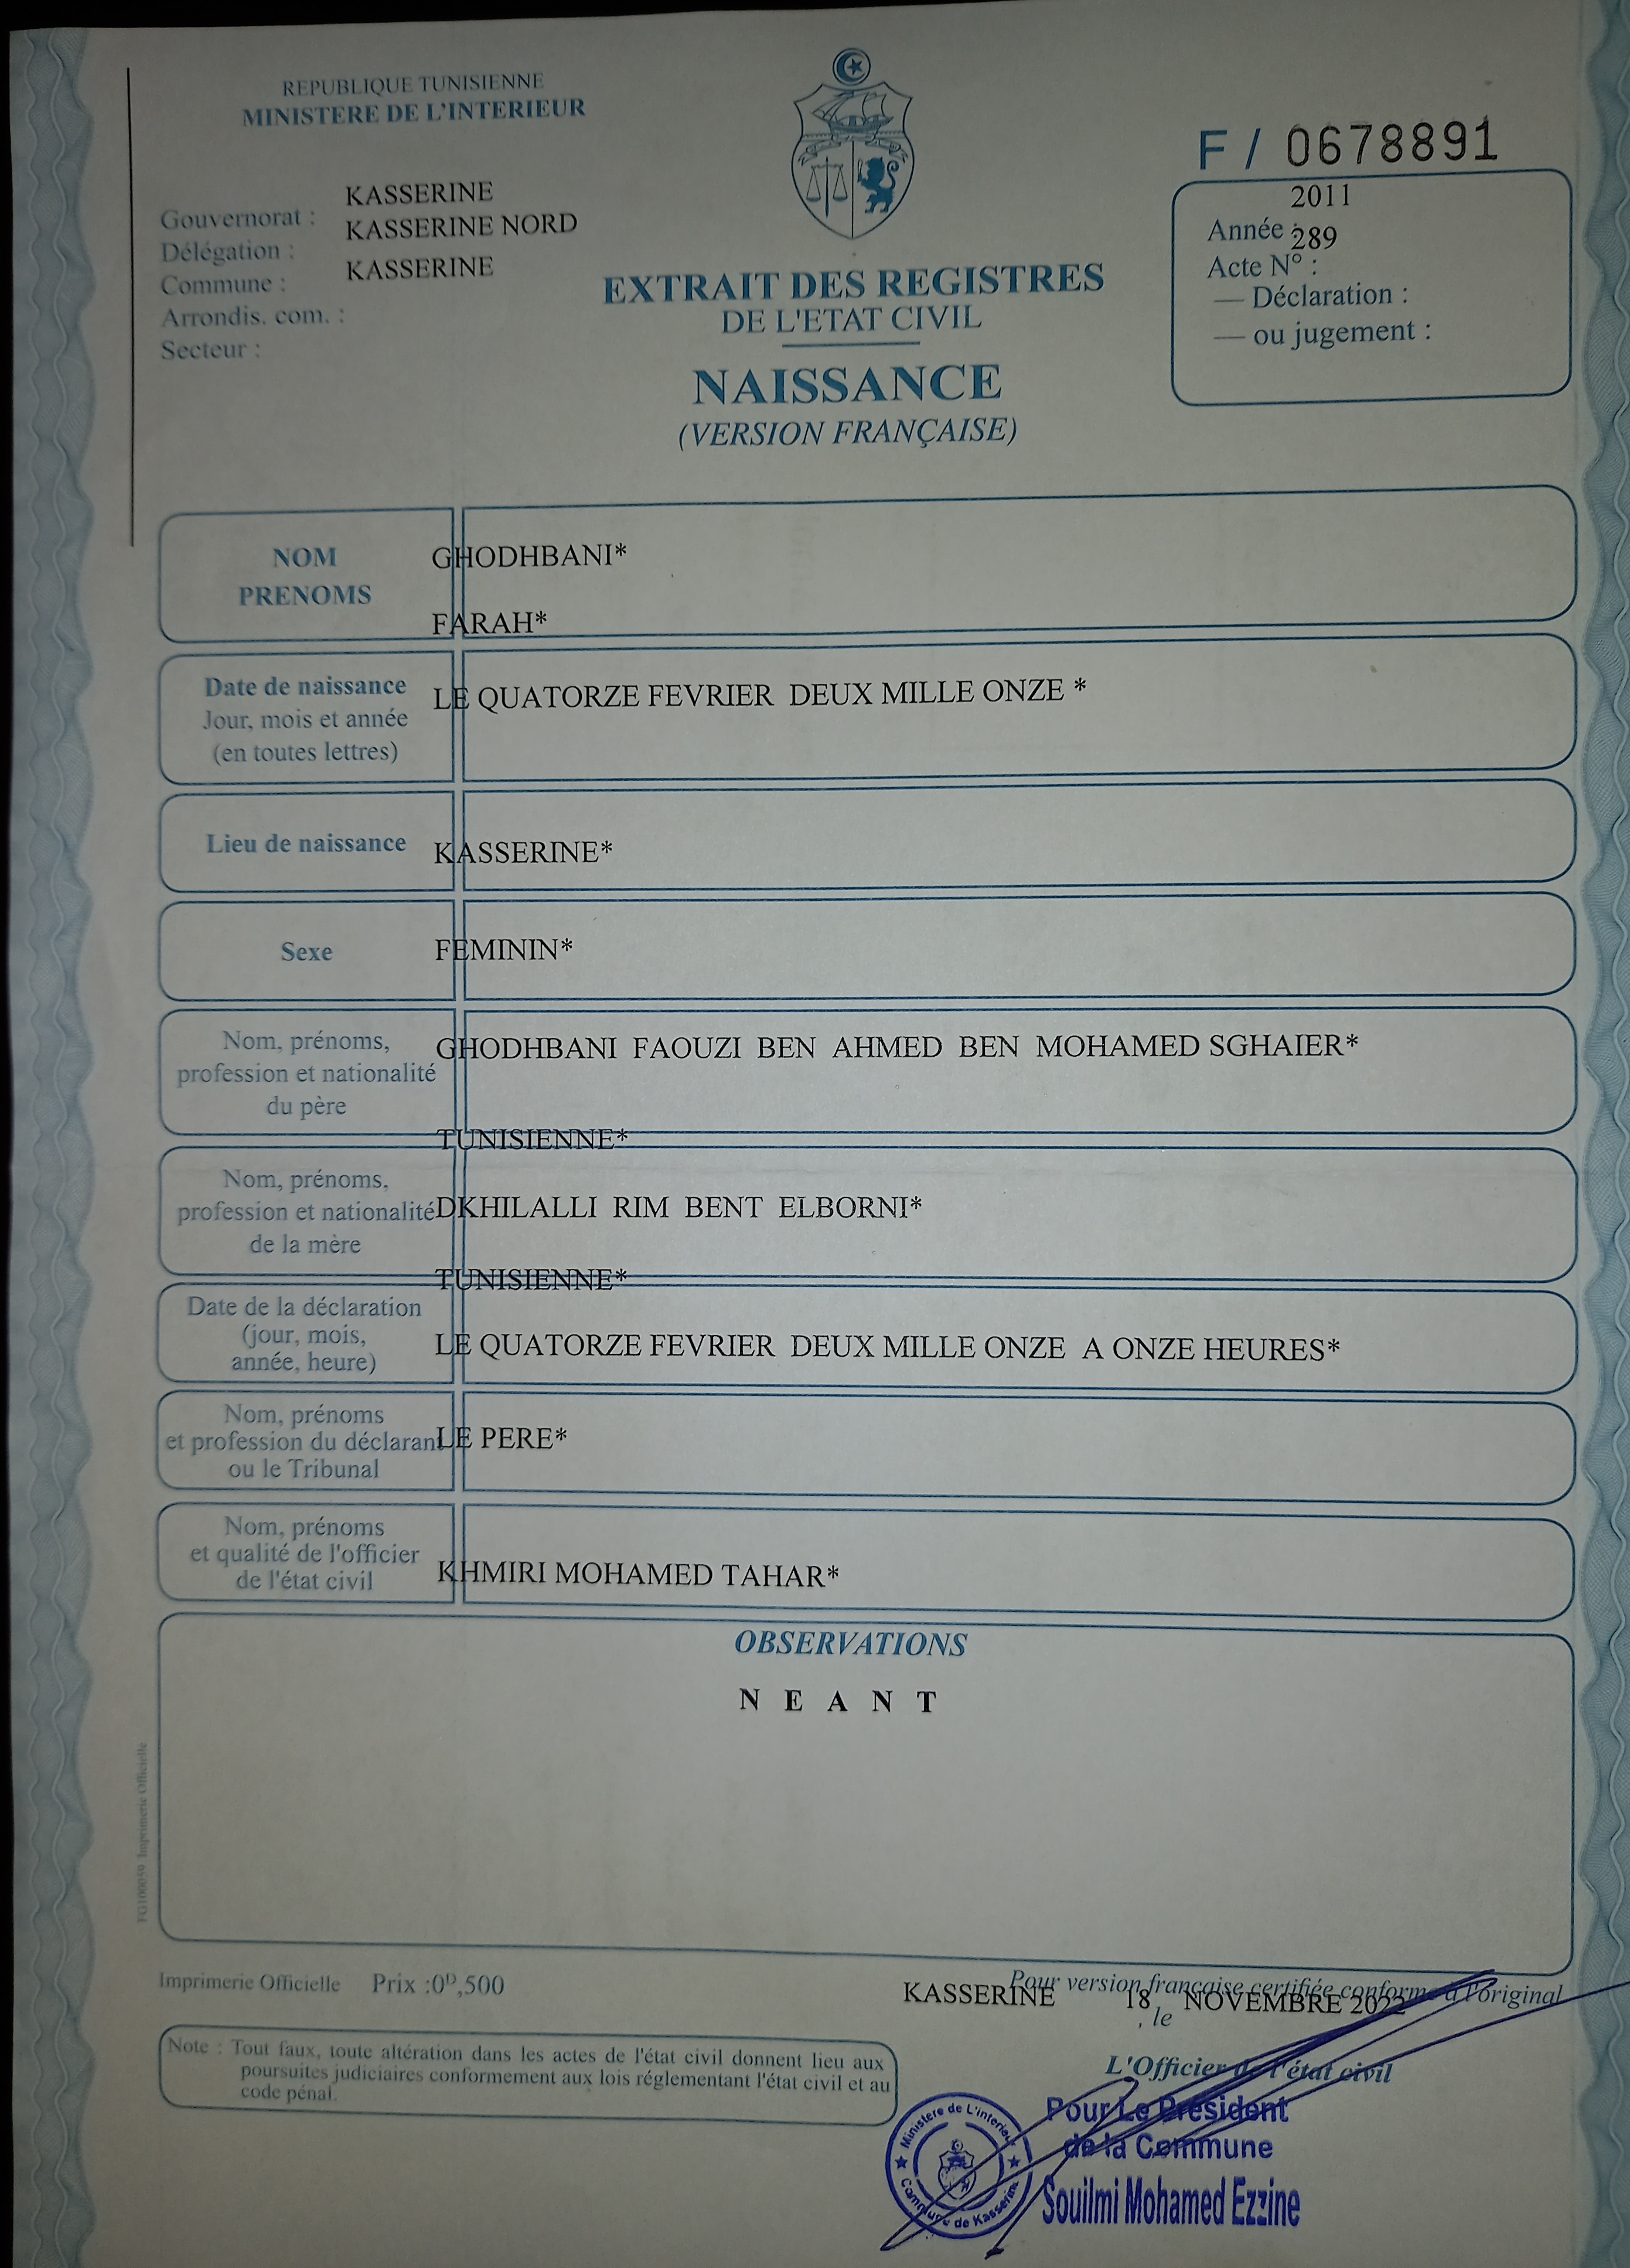 REPUBLIQUE TUNISIENNE
MINISTERE DE L'INTERIEUR
F / 0678891
KASSERINE
Gouvernorat :
KASSERINE NORD
Délégation :
KASSERINE
Commune :
Arrondis. com. :
Secteur :
2011
Année :
289
Acte N° :
— Déclaration :
— ou jugement :
EXTRAIT DES REGISTRES
DE L'ETAT CIVIL
NAISSANCE
(VERSION FRANÇAISE)
NOM
PRENOMS
GHODHBANI*
FARAH*
Date de naissance
Jour, mois et année
(en toutes lettres)
LE QUATORZE FEVRIER DEUX MILLE ONZE *
Lieu de naissance
KASSERINE*
Sexe
FEMININ*
Nom, prénoms,
profession et nationalité
du père
GHODHBANI FAOUZI BEN AHMED BEN MOHAMED SGHAIER*
TUNISIENNE*
Nom, prénoms,
profession et nationalité
de la mère
DKHILALLI RIM BENT ELBORNI*
TUNISIENNE*
Date de la déclaration
(jour, mois,
année, heure)
LE QUATORZE FEVRIER DEUX MILLE ONZE A ONZE HEURES*
Nom, prénoms
et profession du déclarant
ou le Tribunal
LE PERE*
Nom, prénoms
et qualité de l'officier
de l'état civil
KHMIRI MOHAMED TAHAR*
OBSERVATIONS
N E A N T
FG100059 Imprimerie Officielle
Imprimerie Officielle Prix :0ᴰ,500
Pour version française certifiée conforme à l'original
KASSERINE 18 NOVEMBRE 2022
, le
Note : Tout faux, toute altération dans les actes de l'état civil donnent lieu aux
poursuites judiciaires conformement aux lois réglementant l'état civil et au
code pénal.
L'Officier de l'état civil
Pour Le Président
de la Commune
Souilmi Mohamed Ezzine
Ministère de L'interieur
Commune de Kasserine